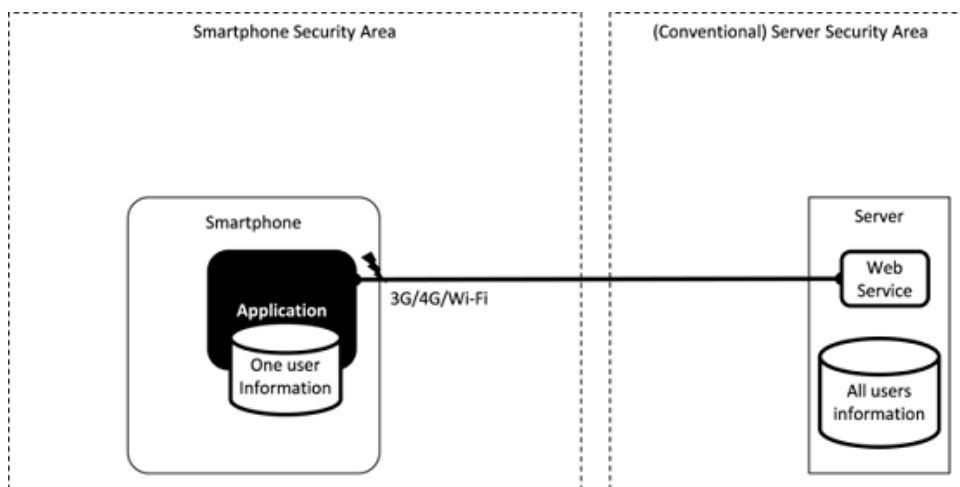 Smartphone Security Area
(Conventional) Server Security Area
Smartphone
Application
One user
Information
3G/4G/Wi-Fi
Server
Web
Service
All users
information